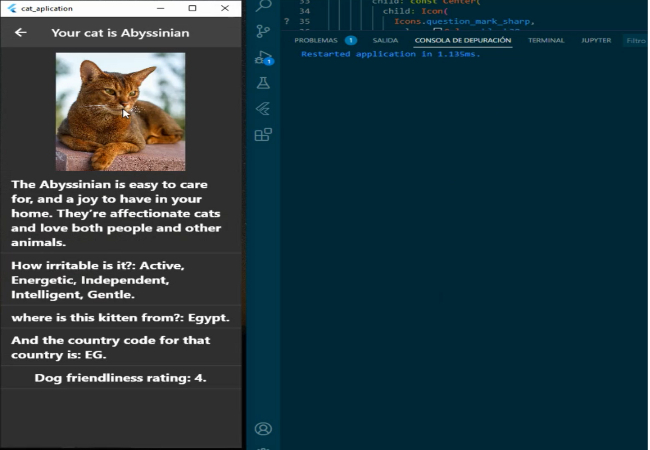 cat_aplication
Your cat is Abyssinian
The Abyssinian is easy to care
for, and a joy to have in your
home. They're affectionate cats
and love both people and other
animals.
How irritable is it?: Active,
Energetic, Independent,
Intelligent, Gentle.
where is this kitten from?: Egypt.
And the country code for that
country is: EG.
Dog friendliness rating: 4.
child: const Center(
34 child: Icon(
? 35 Icons.question_mark_sharp,
PROBLEMAS 1 SALIDA CONSOLA DE DEPURACIÓN TERMINAL JUPYTER Filtro
Restarted application in 1.135ms.
1